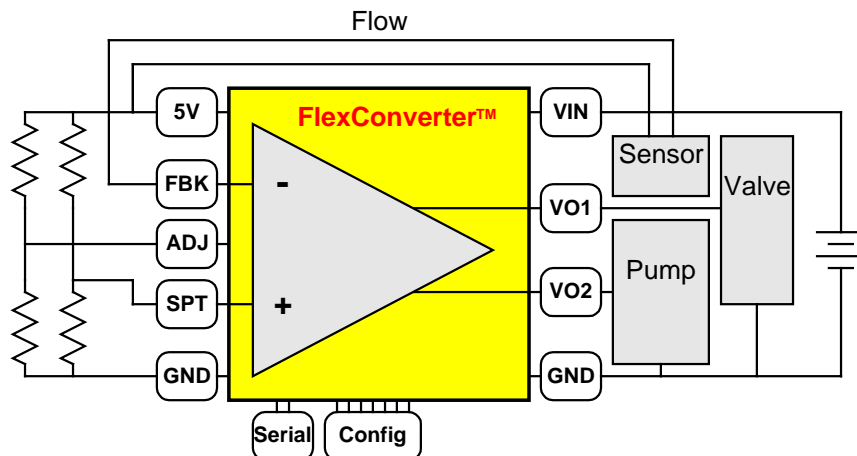 Flow
5V
FlexConverter™
VIN
Sensor
FBK
-
Valve
VO1
ADJ
Pump
SPT
+
VO2
GND
GND
Serial
Config